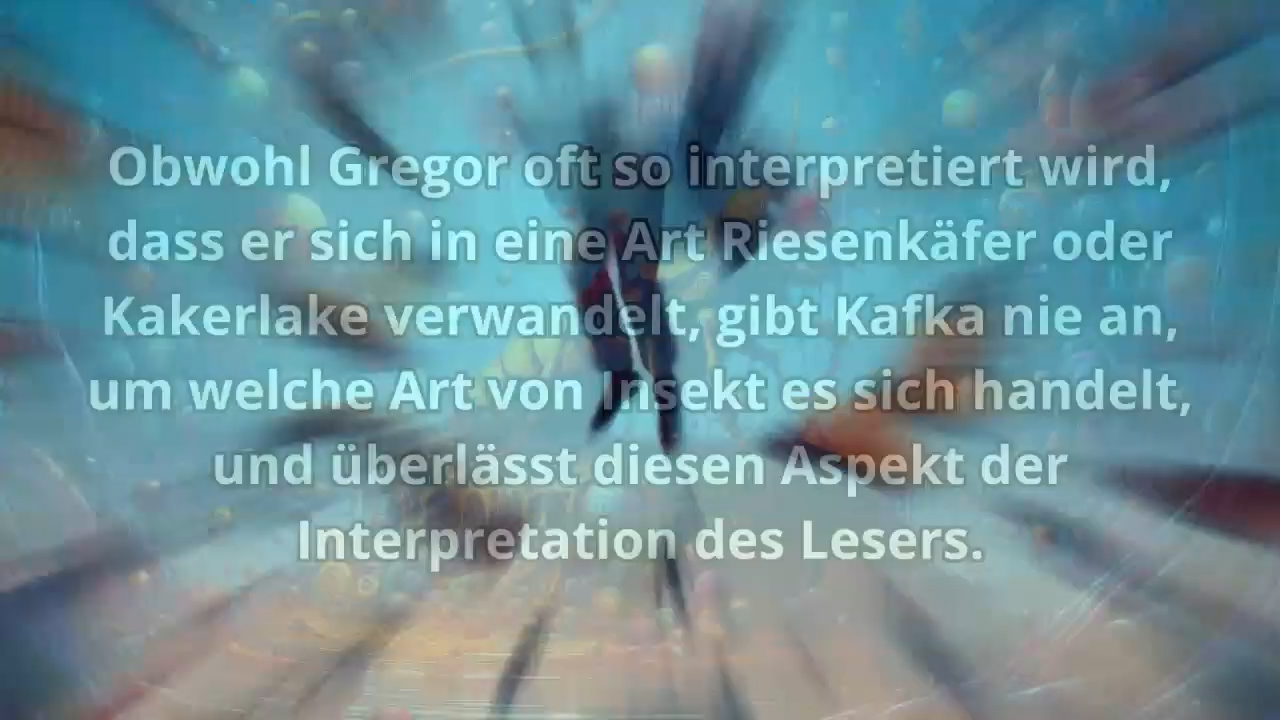 Obwohl Gregor oft so interpretiert wird,
dass er sich in eine Art Riesenkäfer oder
Kakerlake verwandelt, gibt Kafka nie an,
um welche Art von Insekt es sich handelt,
und überlässt diesen Aspekt der
Interpretation des Lesers.